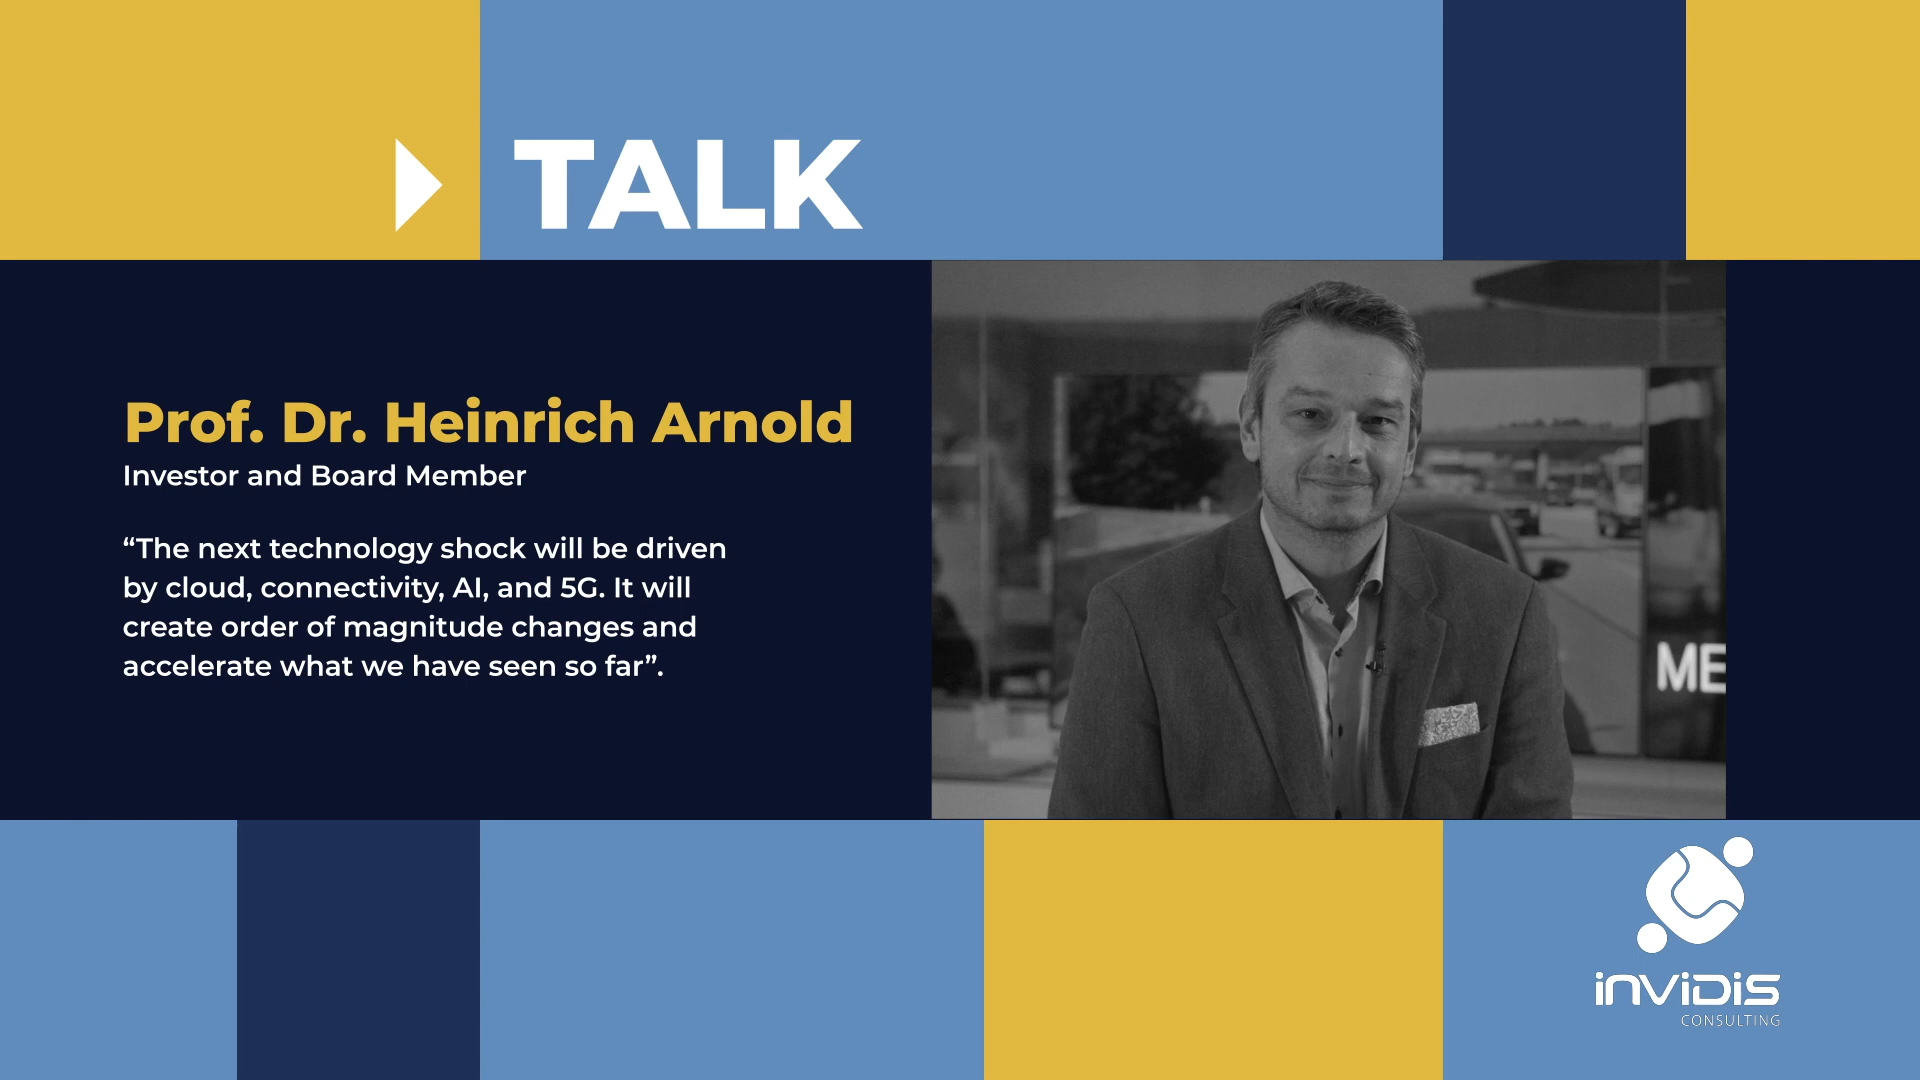 TALK
Prof. Dr. Heinrich Arnold
Investor and Board Member
“The next technology shock will be driven
by cloud, connectivity, AI, and 5G. It will
create order of magnitude changes and
accelerate what we have seen so far”.
ME
invidis
CONSULTING